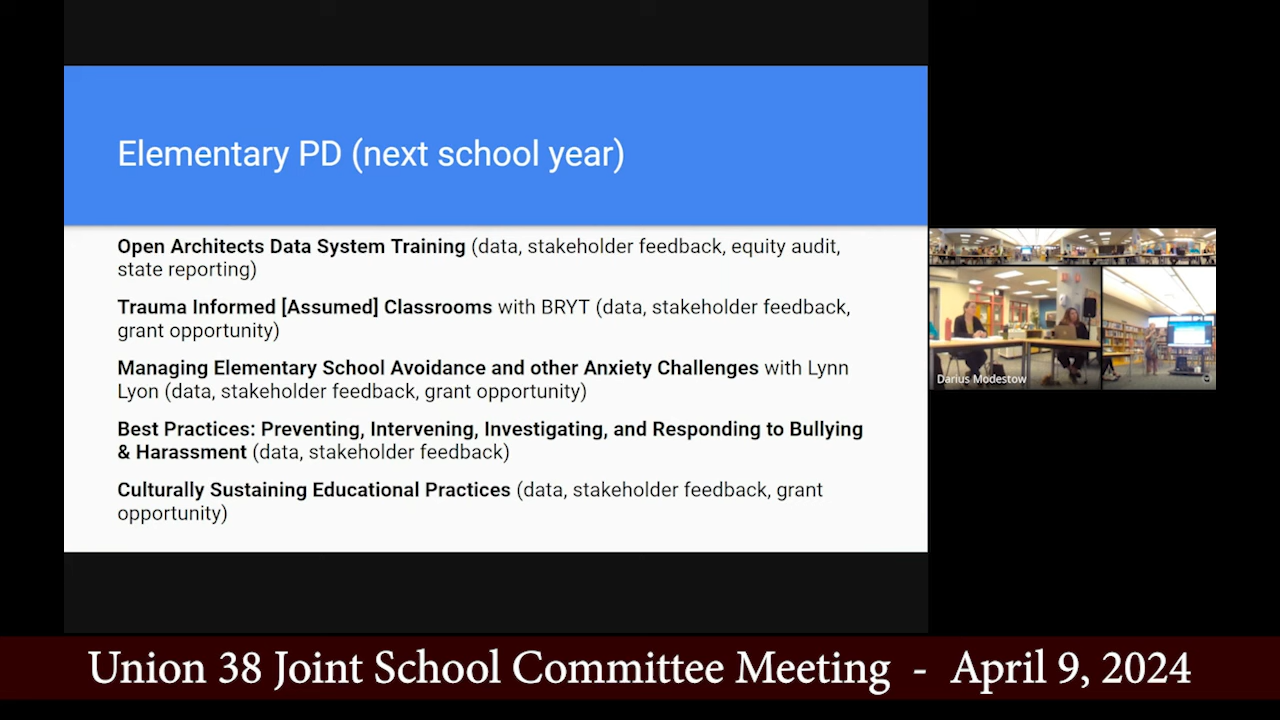 Elementary PD (next school year)
Open Architects Data System Training (data, stakeholder feedback, equity audit,
state reporting)
Trauma Informed [Assumed] Classrooms with BRYT (data, stakeholder feedback,
grant opportunity)
Managing Elementary School Avoidance and other Anxiety Challenges with Lynn
Lyon (data, stakeholder feedback, grant opportunity)
Best Practices: Preventing, Intervening, Investigating, and Responding to Bullying
& Harassment (data, stakeholder feedback)
Culturally Sustaining Educational Practices (data, stakeholder feedback, grant
opportunity)
Darius Modestow
Union 38 Joint School Committee Meeting - April 9, 2024